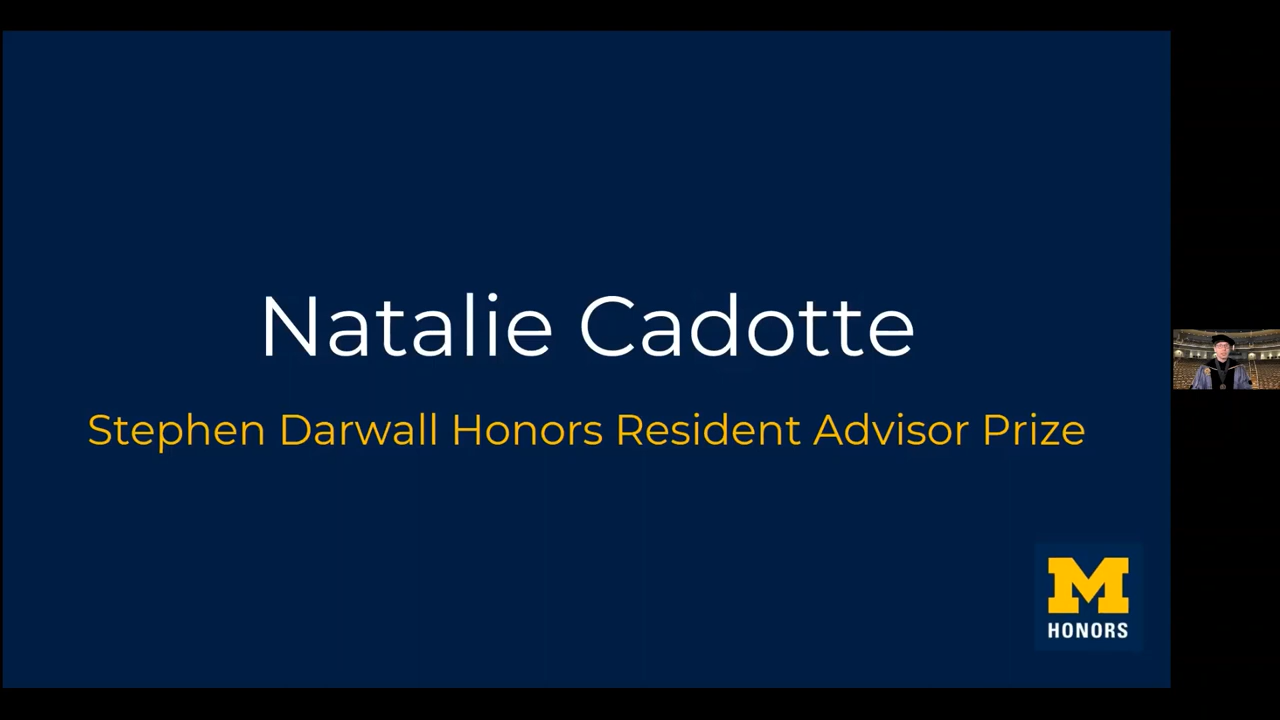 Natalie Cadotte
Stephen Darwall Honors Resident Advisor Prize
M
HONORS